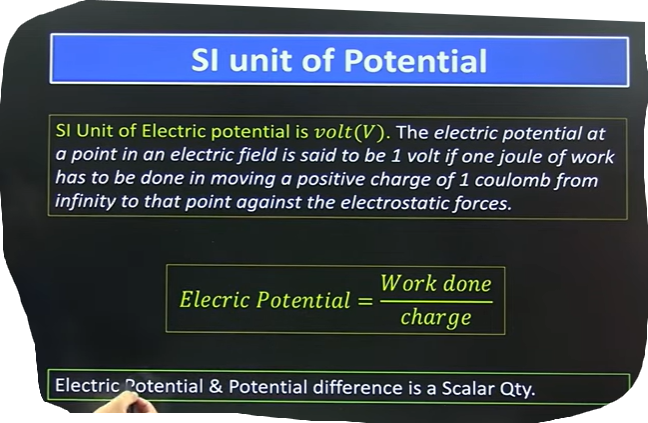 SI unit of Potential
SI Unit of Electric potential is volt(V). The electric potential at
a point in an electric field is said to be 1 volt if one joule of work
has to be done in moving a positive charge of 1 coulomb from
infinity to that point against the electrostatic forces.
Elecric Potential = Work done
charge
Electric Potential & Potential difference is a Scalar Qty.